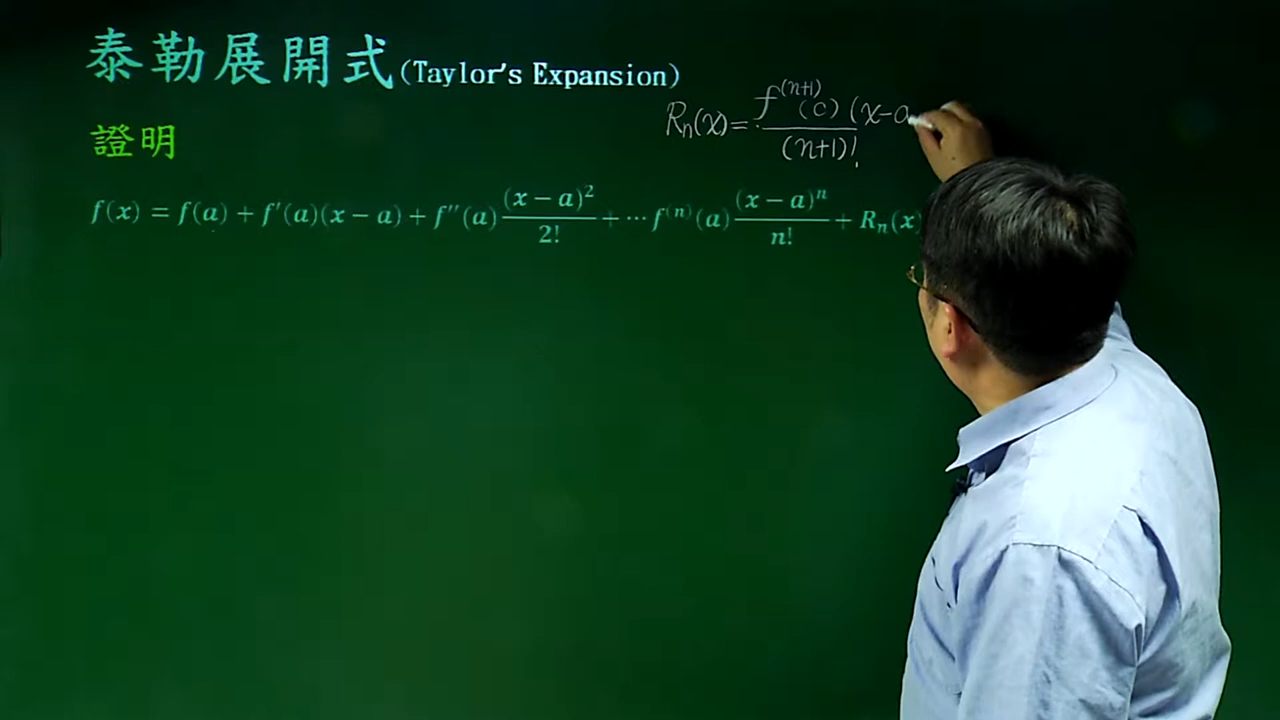 泰勒展開式(Taylor's Expansion)
Rₙ(x)=f⁽ⁿ⁺¹⁾(c)/(n+1)! (x-a
證明
f(x) = f(a) + f′(a)(x − a) + f″(a) (x − a)²/2! + ⋯ f⁽ⁿ⁾(a) (x − a)ⁿ/n! + Rₙ(x)